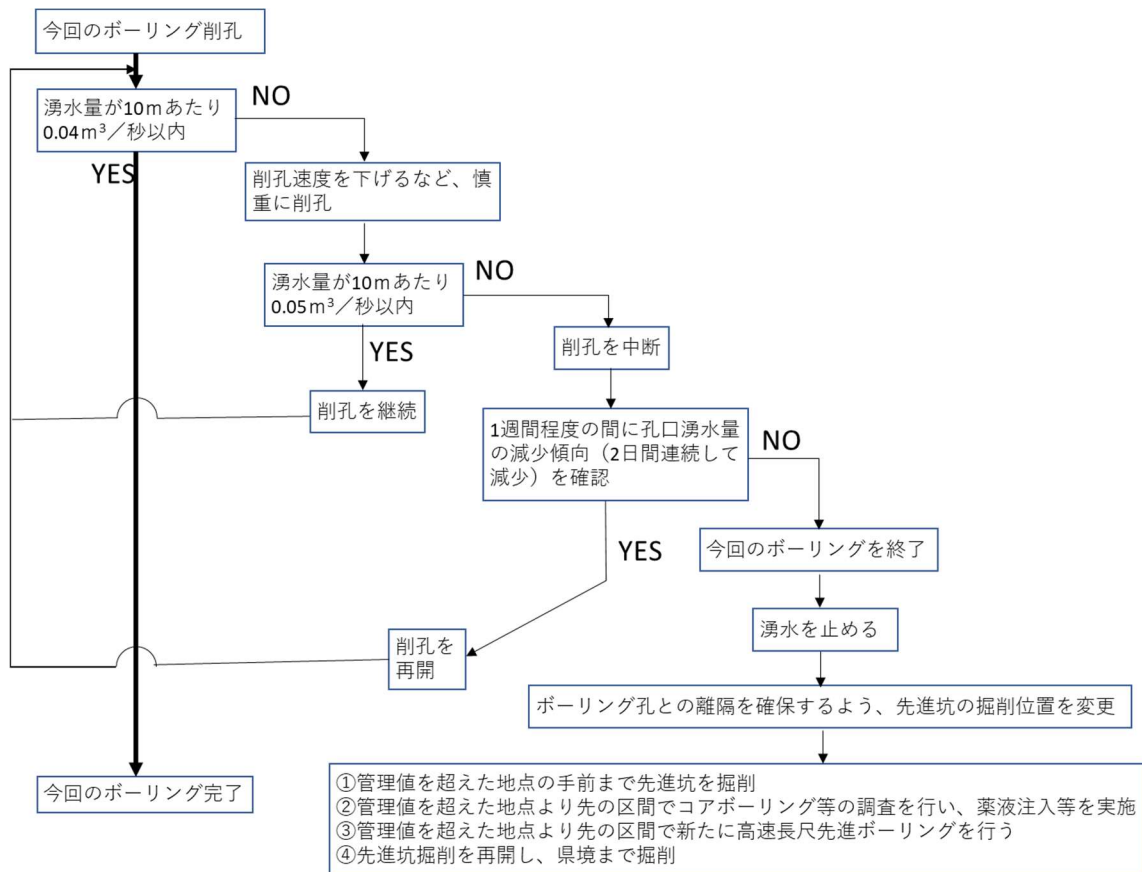 今回のボーリング削孔
湧水量が10mあたり
0.04m³／秒以内
NO
YES
削孔速度を下げるなど、慎
重に削孔
湧水量が10mあたり
0.05m³／秒以内
NO
YES
削孔を中断
削孔を継続
1週間程度の間に孔口湧水量
の減少傾向（2日間連続して
減少）を確認
NO
YES
今回のボーリングを終了
湧水を止める
削孔を
再開
ボーリング孔との離隔を確保するよう、先進坑の掘削位置を変更
今回のボーリング完了
①管理値を超えた地点の手前まで先進坑を掘削
②管理値を超えた地点より先の区間でコアボーリング等の調査を行い、薬液注入等を実施
③管理値を超えた地点より先の区間で新たに高速長尺先進ボーリングを行う
④先進坑掘削を再開し、県境まで掘削